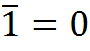 1̅ = 0